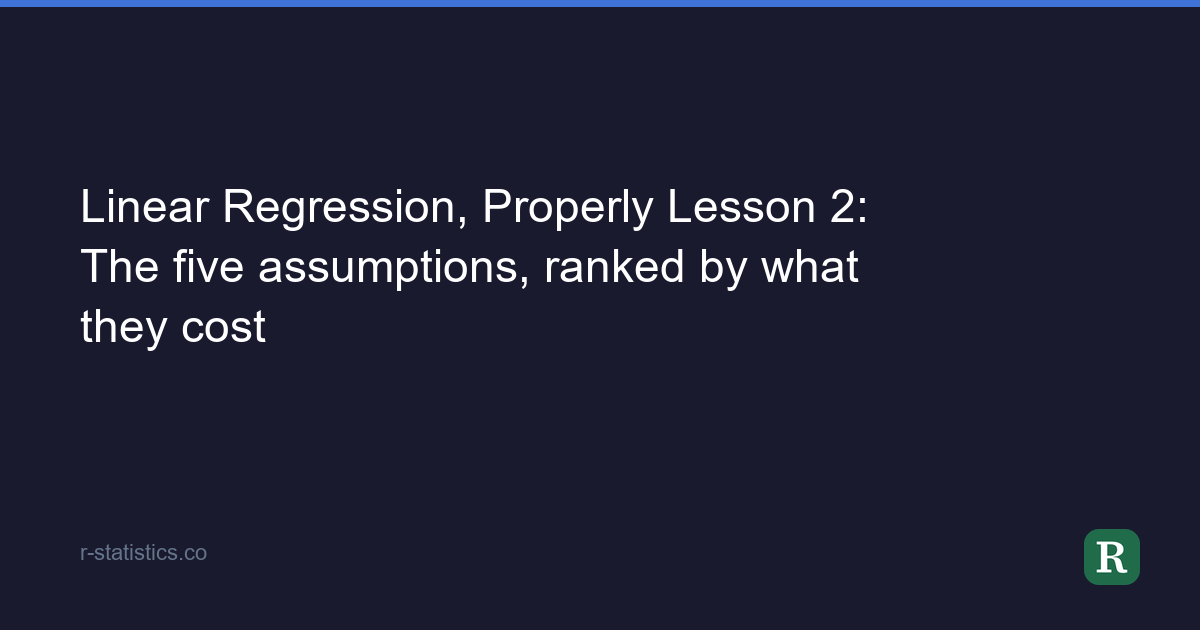 Linear Regression, Properly Lesson 2:
The five assumptions, ranked by what
they cost
r-statistics.co
R